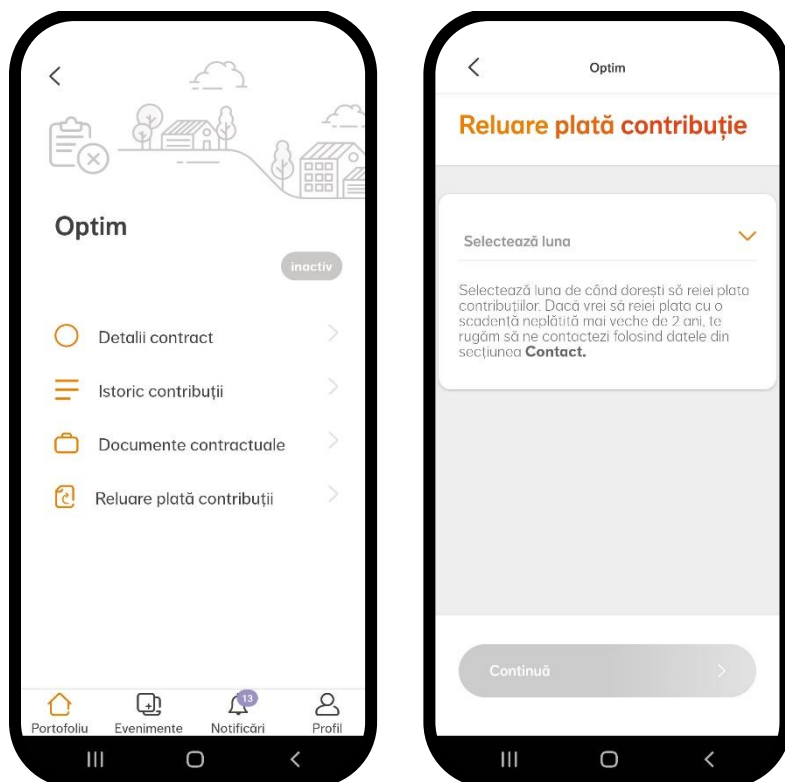 Optim
inactiv
Detalii contract
Istoric contribuții
Documente contractuale
Reluare plată contribuții
13
Portofoliu Evenimente Notificări Profil
Optim
Reluare plată contribuție
Selectează luna
Selectează luna de când dorești să reiei plata
contribuțiilor. Dacă vrei să reiei plata cu o
scadență neplătită mai veche de 2 ani, te
rugăm să ne contactezi folosind datele din
secțiunea Contact.
Continuă